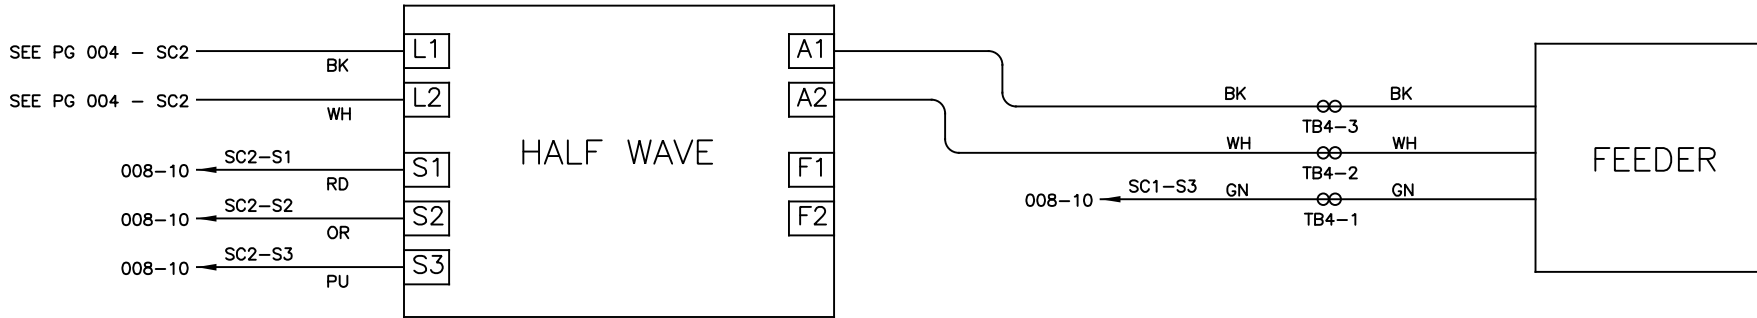 SEE PG 004 - SC2
BK
L1
SEE PG 004 - SC2
WH
L2
008-10
SC2-S1
RD
S1
008-10
SC2-S2
OR
S2
008-10
SC2-S3
PU
S3
HALF WAVE
A1
A2
F1
F2
BK
TB4-3
BK
WH
TB4-2
WH
008-10
SC1-S3
GN
TB4-1
GN
FEEDER